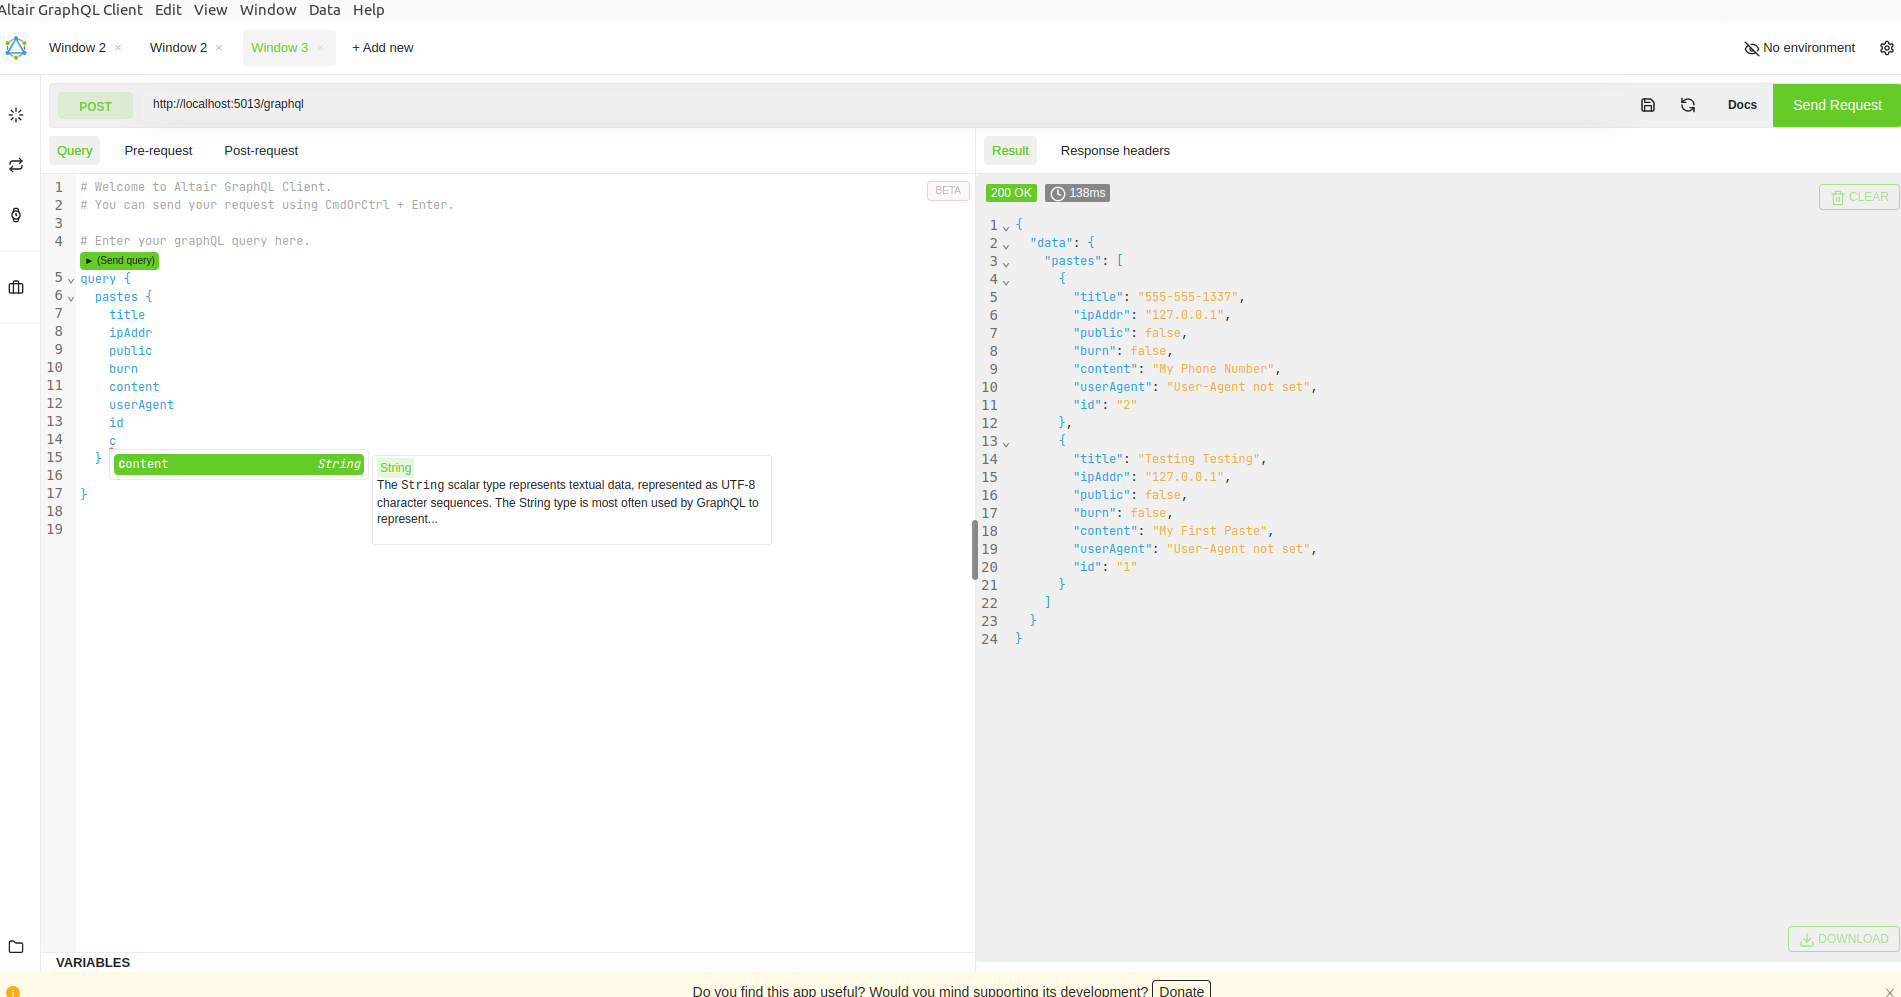 Altair GraphQL Client Edit View Window Data Help
Window 2 × Window 2 × Window 3 × + Add new No environment
POST http://localhost:5013/graphql Docs Send Request
Query Pre-request Post-request
1 # Welcome to Altair GraphQL Client.
2 # You can send your request using CmdOrCtrl + Enter.
3
4 # Enter your graphQL query here.
► (Send query)
5 query {
6 pastes {
7 title
8 ipAddr
9 public
10 burn
11 content
12 userAgent
13 id
14 c
15 }
16
17 }
18
19
BETA
content String
String
The String scalar type represents textual data, represented as UTF-8
character sequences. The String type is most often used by GraphQL to
represent...
VARIABLES
Result Response headers
200 OK 138ms
CLEAR
1 {
2 "data": {
3 "pastes": [
4 {
5 "title": "555-555-1337",
6 "ipAddr": "127.0.0.1",
7 "public": false,
8 "burn": false,
9 "content": "My Phone Number",
10 "userAgent": "User-Agent not set",
11 "id": "2"
12 },
13 {
14 "title": "Testing Testing",
15 "ipAddr": "127.0.0.1",
16 "public": false,
17 "burn": false,
18 "content": "My First Paste",
19 "userAgent": "User-Agent not set",
20 "id": "1"
21 }
22 ]
23 }
24 }
DOWNLOAD
Do you find this app useful? Would you mind supporting its development? Donate